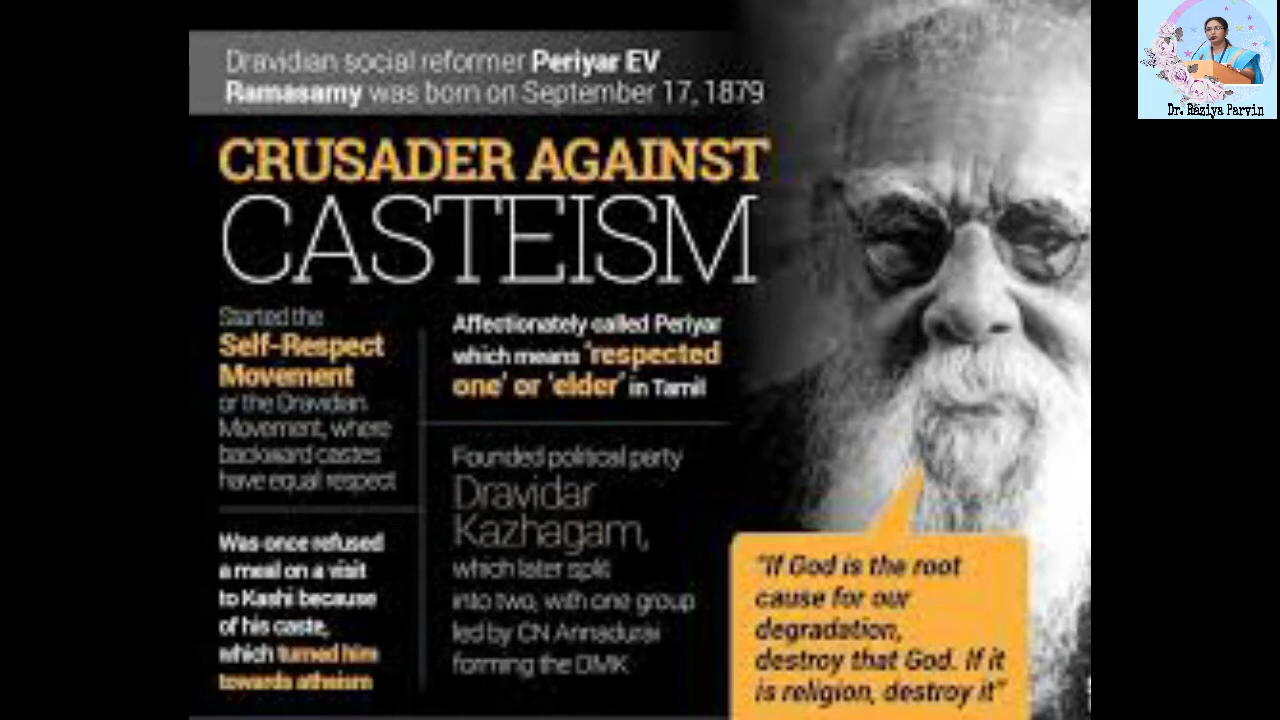 Dravidian social reformer Periyar EV
Ramasamy was born on September 17, 1879
CRUSADER AGAINST
CASTEISM
Started the
Self-Respect
Movement
or the Dravidian
Movement, where
backward castes
have equal respect
Was once refused
a meal on a visit
to Kashi because
of his caste,
which turned him
towards atheism
Affectionately called Periyar
which means 'respected
one' or 'elder' in Tamil
Founded political party
Dravidar
Kazhagam,
which later split
into two, with one group
led by CN Annadurai
forming the DMK
"If God is the root
cause for our
degradation,
destroy that God. If it
is religion, destroy it"
Dr. Raziya Parvin